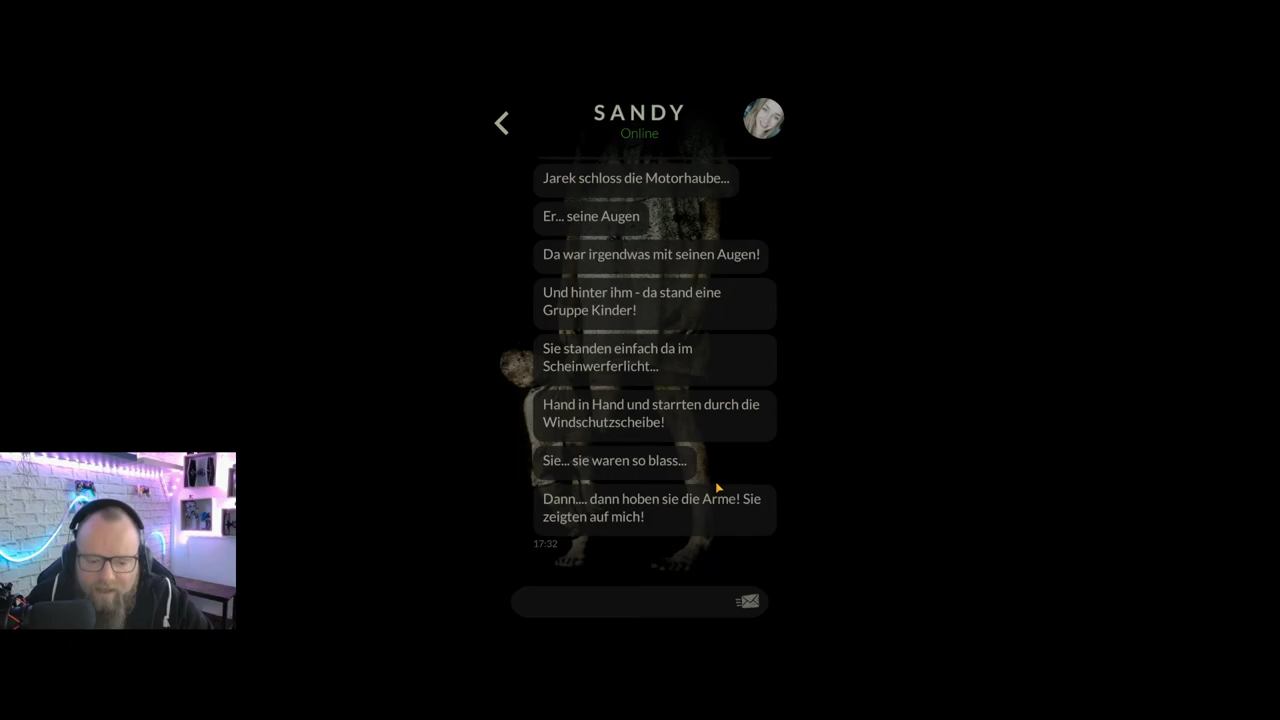 SANDY
Online
Jarek schloss die Motorhaube...
Er... seine Augen
Da war irgendwas mit seinen Augen!
Und hinter ihm - da stand eine
Gruppe Kinder!
Sie standen einfach da im
Scheinwerferlicht...
Hand in Hand und starrten durch die
Windschutzscheibe!
Sie... sie waren so blass...
Dann.... dann hoben sie die Arme! Sie
zeigten auf mich!
17:32